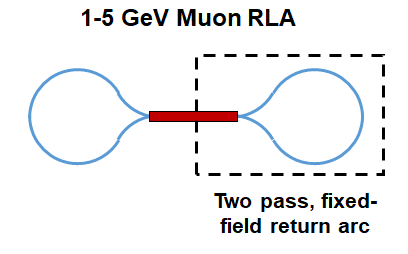 1-5 GeV Muon RLA
Two pass, fixed-
field return arc